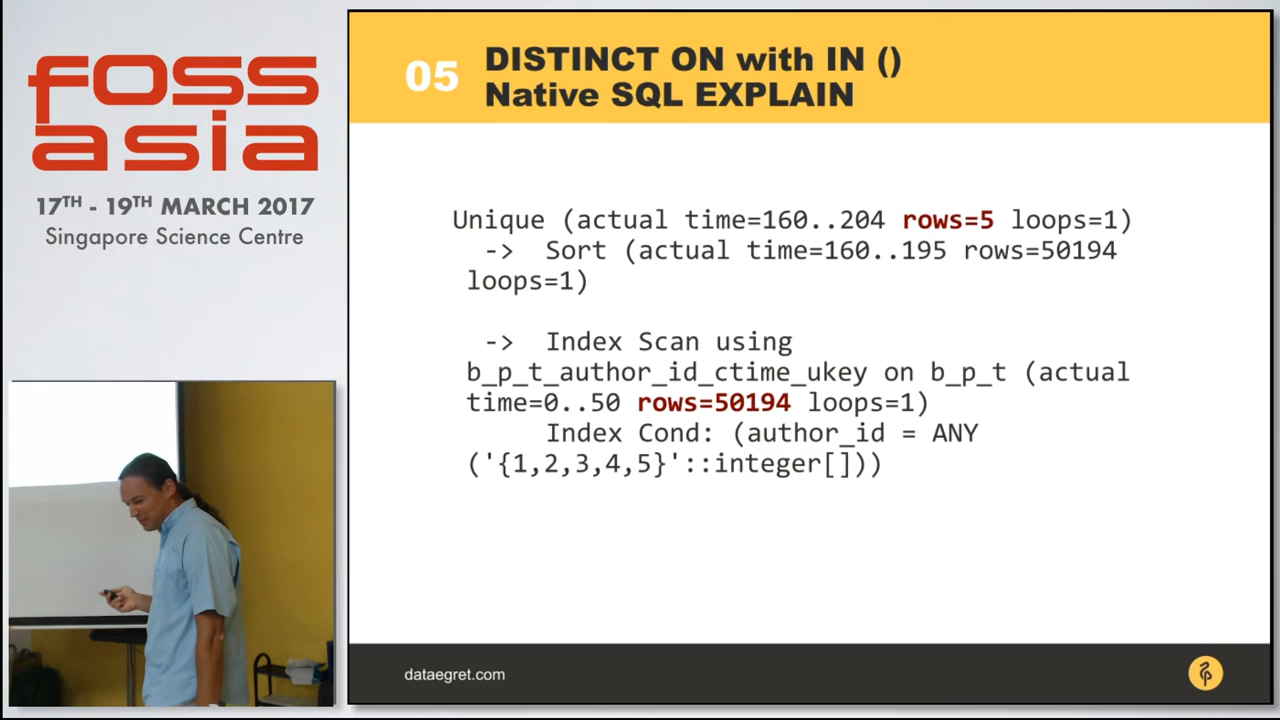 foss
asia
17TH - 19TH MARCH 2017
Singapore Science Centre
05
DISTINCT ON with IN ()
Native SQL EXPLAIN
Unique (actual time=160..204 rows=5 loops=1)
-> Sort (actual time=160..195 rows=50194
loops=1)
-> Index Scan using
b_p_t_author_id_ctime_ukey on b_p_t (actual
time=0..50 rows=50194 loops=1)
Index Cond: (author_id = ANY
('{1,2,3,4,5}'::integer[]))
dataegret.com